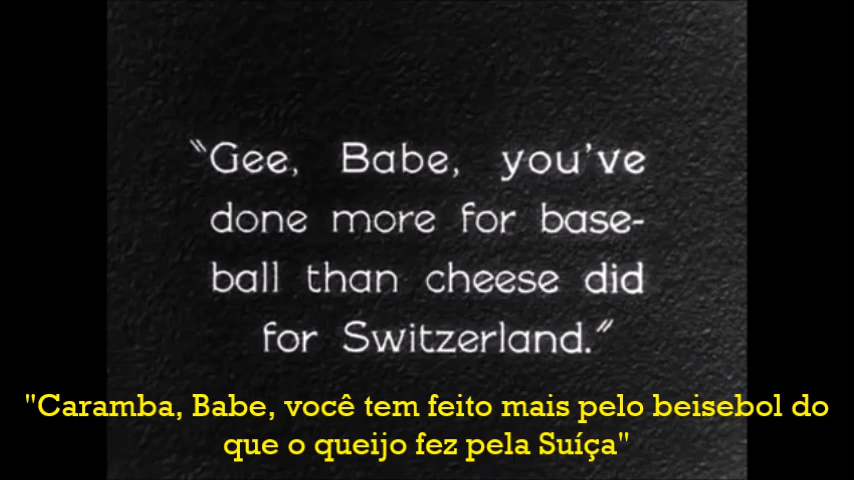 "Gee, Babe, you've
done more for base-
ball than cheese did
for Switzerland."
"Caramba, Babe, você tem feito mais pelo beisebol do
que o queijo fez pela Suíça"